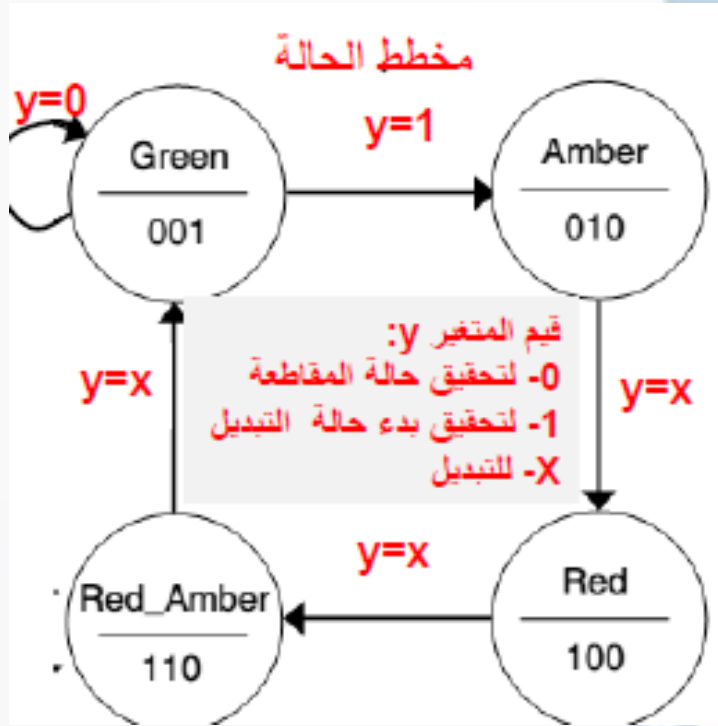 مخطط الحالة
y=0
y=1
Green
001
Amber
010
قيم المتغير y:
0- لتحقيق حالة المقاطعة
1- لتحقيق بدء حالة التبديل
X- للتبديل
y=x
y=x
y=x
Red_Amber
110
Red
100